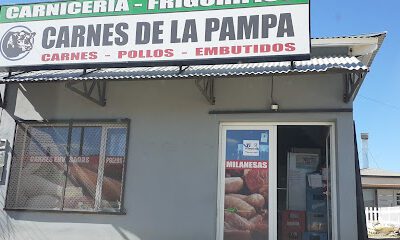 CARNICERIA - FRIGORIFICO
CARNES DE LA PAMPA
CARNES - POLLOS - EMBUTIDOS
MILANESAS